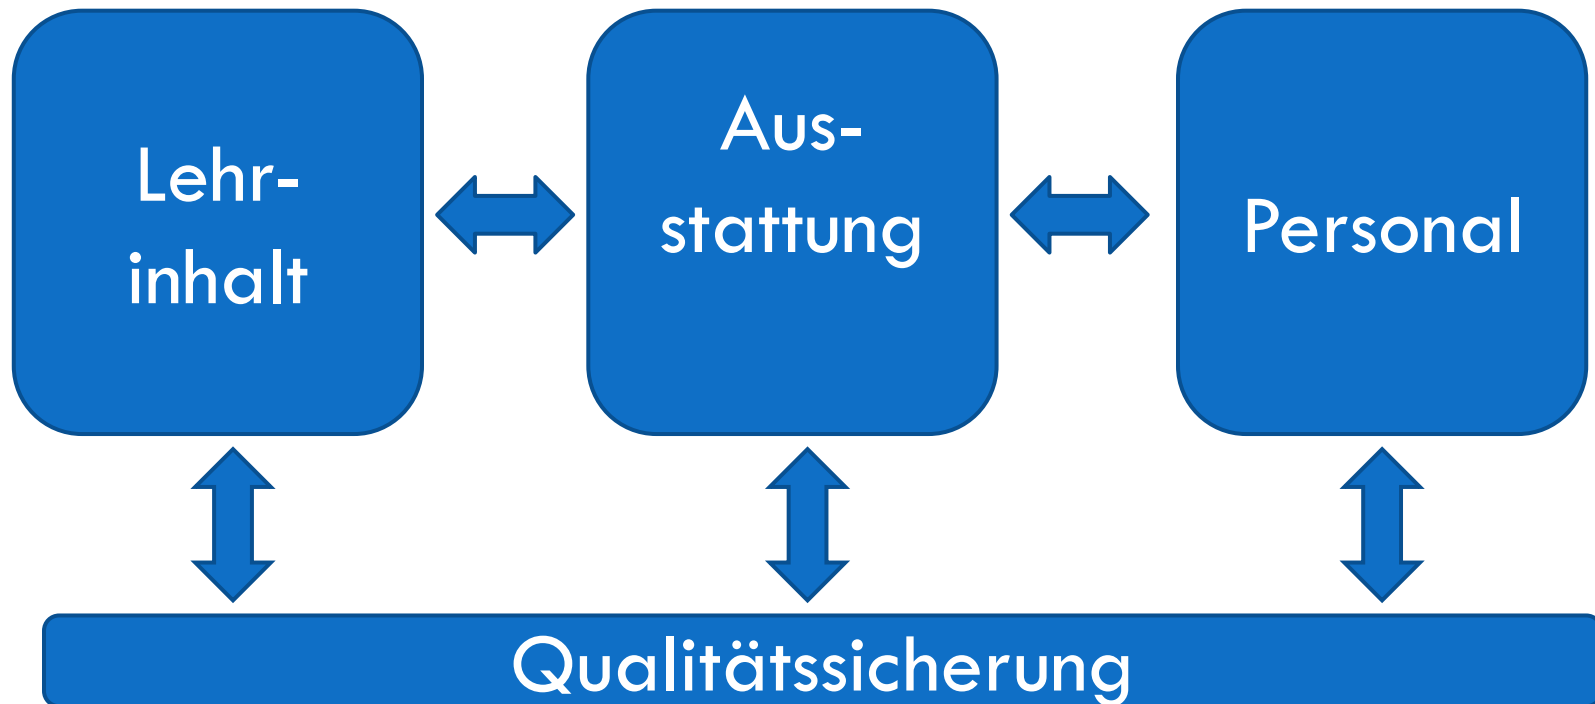 Lehr-
inhalt
Aus-
stattung
Personal
Qualitätssicherung